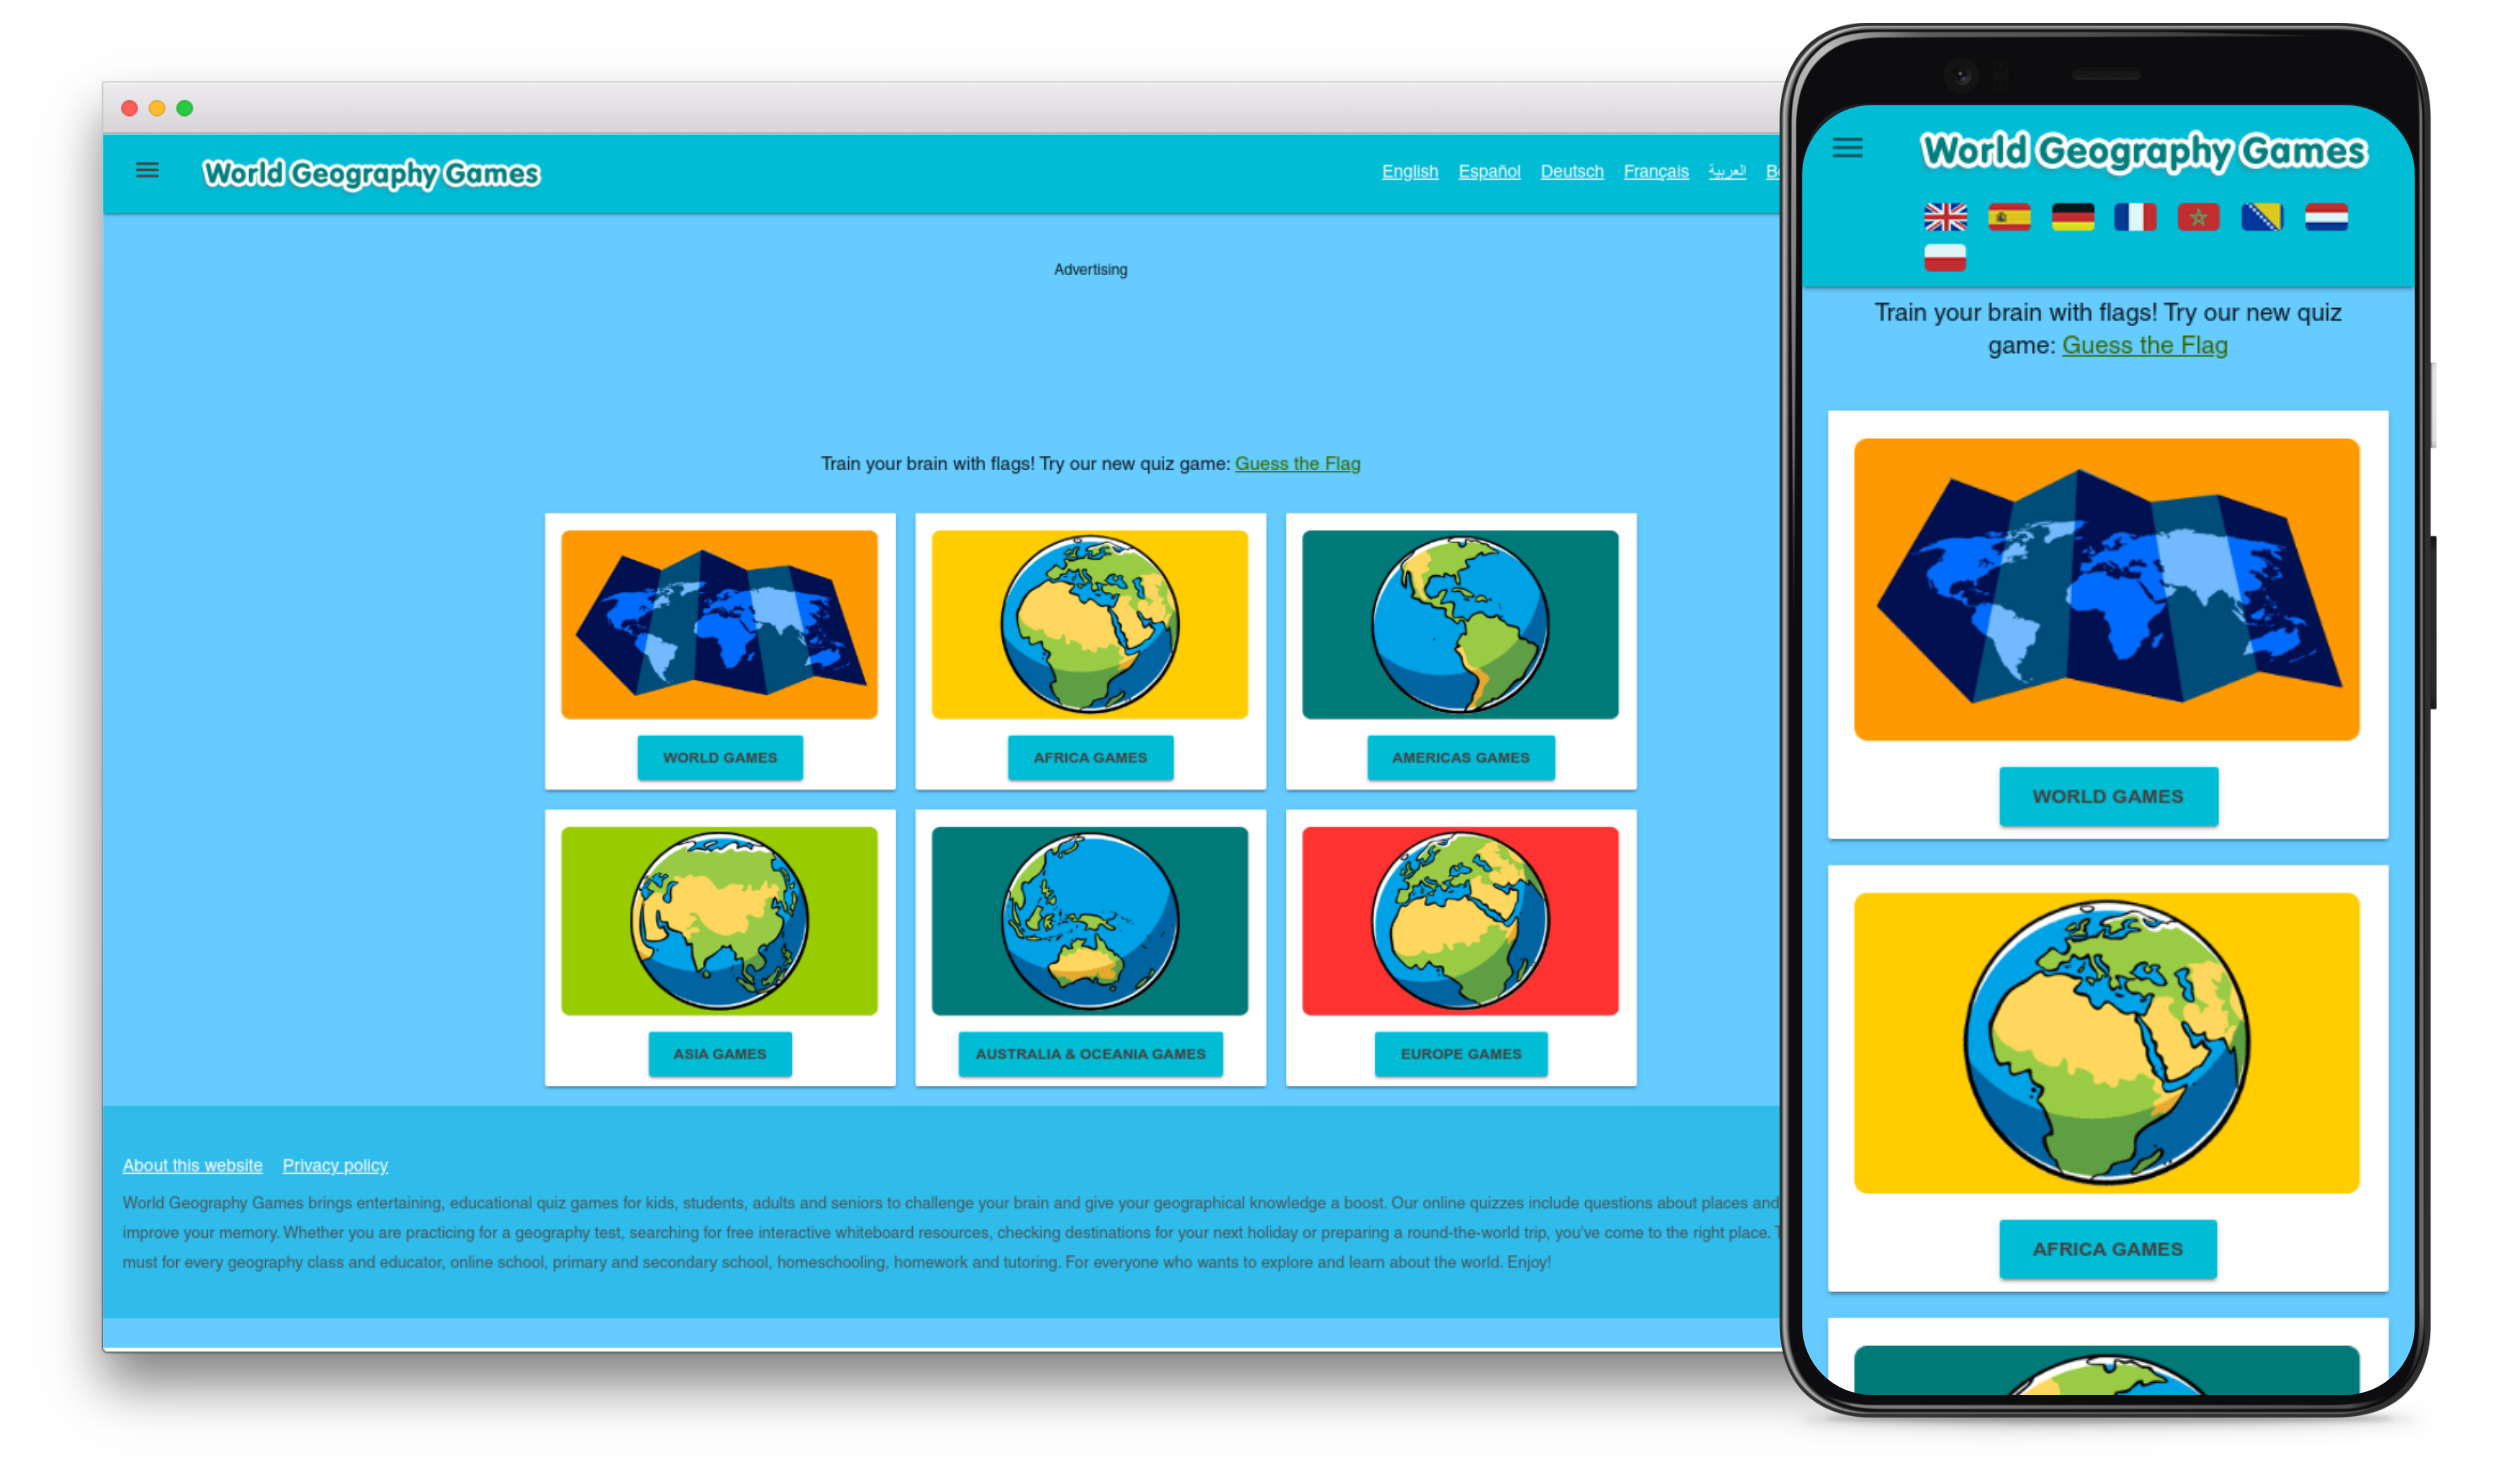 World Geography Games
English Español Deutsch Français العربية
Advertising
Train your brain with flags! Try our new quiz game: Guess the Flag
WORLD GAMES
AFRICA GAMES
AMERICAS GAMES
ASIA GAMES
AUSTRALIA & OCEANIA GAMES
EUROPE GAMES
About this website Privacy policy
World Geography Games brings entertaining, educational quiz games for kids, students, adults and seniors to challenge your brain and give your geographical knowledge a boost. Our online quizzes include questions about places and
improve your memory. Whether you are practicing for a geography test, searching for free interactive whiteboard resources, checking destinations for your next holiday or preparing a round-the-world trip, you've come to the right place.
must for every geography class and educator, online school, primary and secondary school, homeschooling, homework and tutoring. For everyone who wants to explore and learn about the world. Enjoy!
World Geography Games
Train your brain with flags! Try our new quiz
game: Guess the Flag
WORLD GAMES
AFRICA GAMES